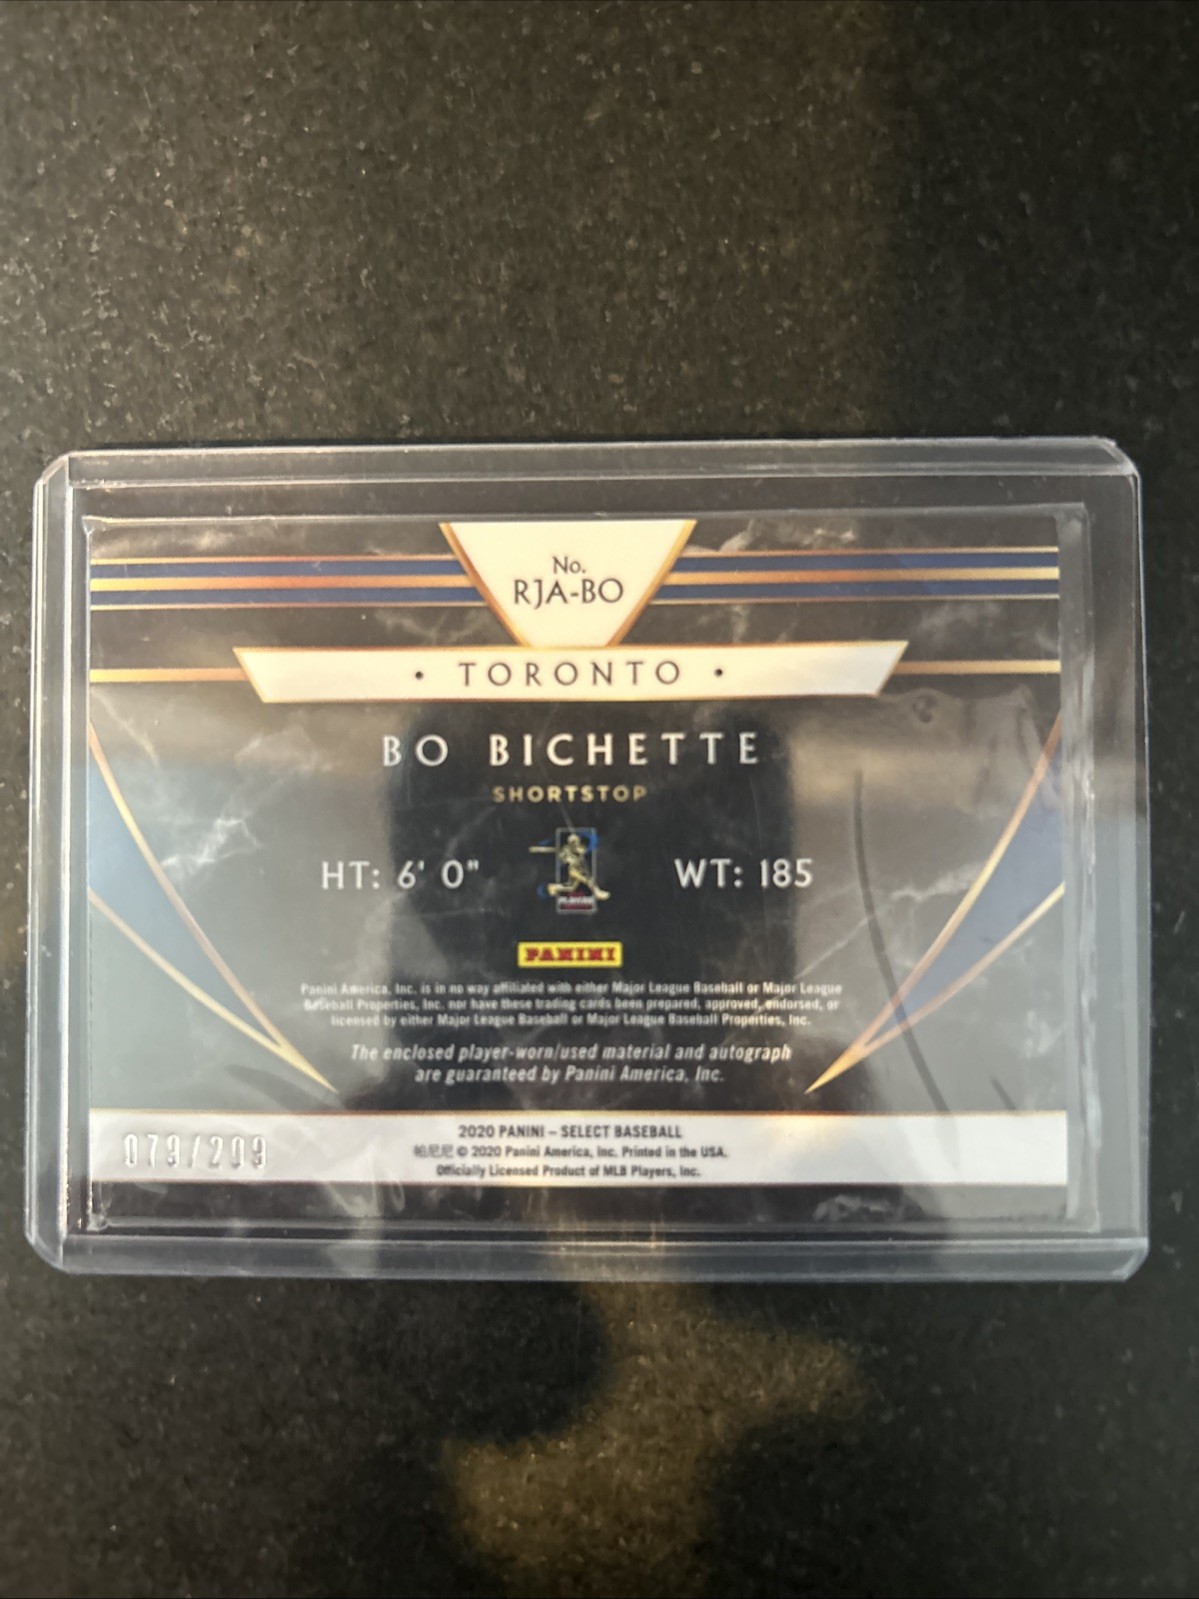 No.
RJA-BO
• TORONTO •
BO BICHETTE
SHORTSTOP
HT: 6' 0" WT: 185
PLAYERS
PANINI
Panini America, Inc. is in no way affiliated with either Major League Baseball or Major League
Baseball Properties, Inc. nor have these trading cards been prepared, approved, endorsed, or
licensed by either Major League Baseball or Major League Baseball Properties, Inc.
The enclosed player-worn/used material and autograph
are guaranteed by Panini America, Inc.
079/209
2020 PANINI – SELECT BASEBALL
帕尼尼 © 2020 Panini America, Inc. Printed in the USA.
Officially Licensed Product of MLB Players, Inc.